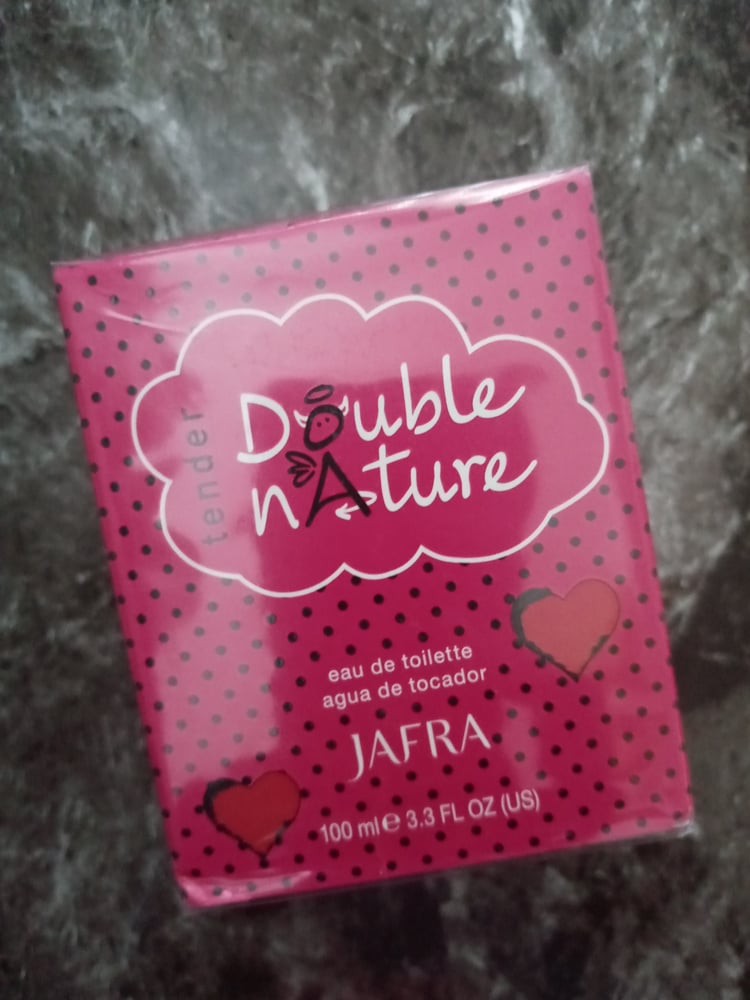 tender
Double
nAture
eau de toilette
agua de tocador
JAFRA
100 ml e 3.3 FL OZ (US)